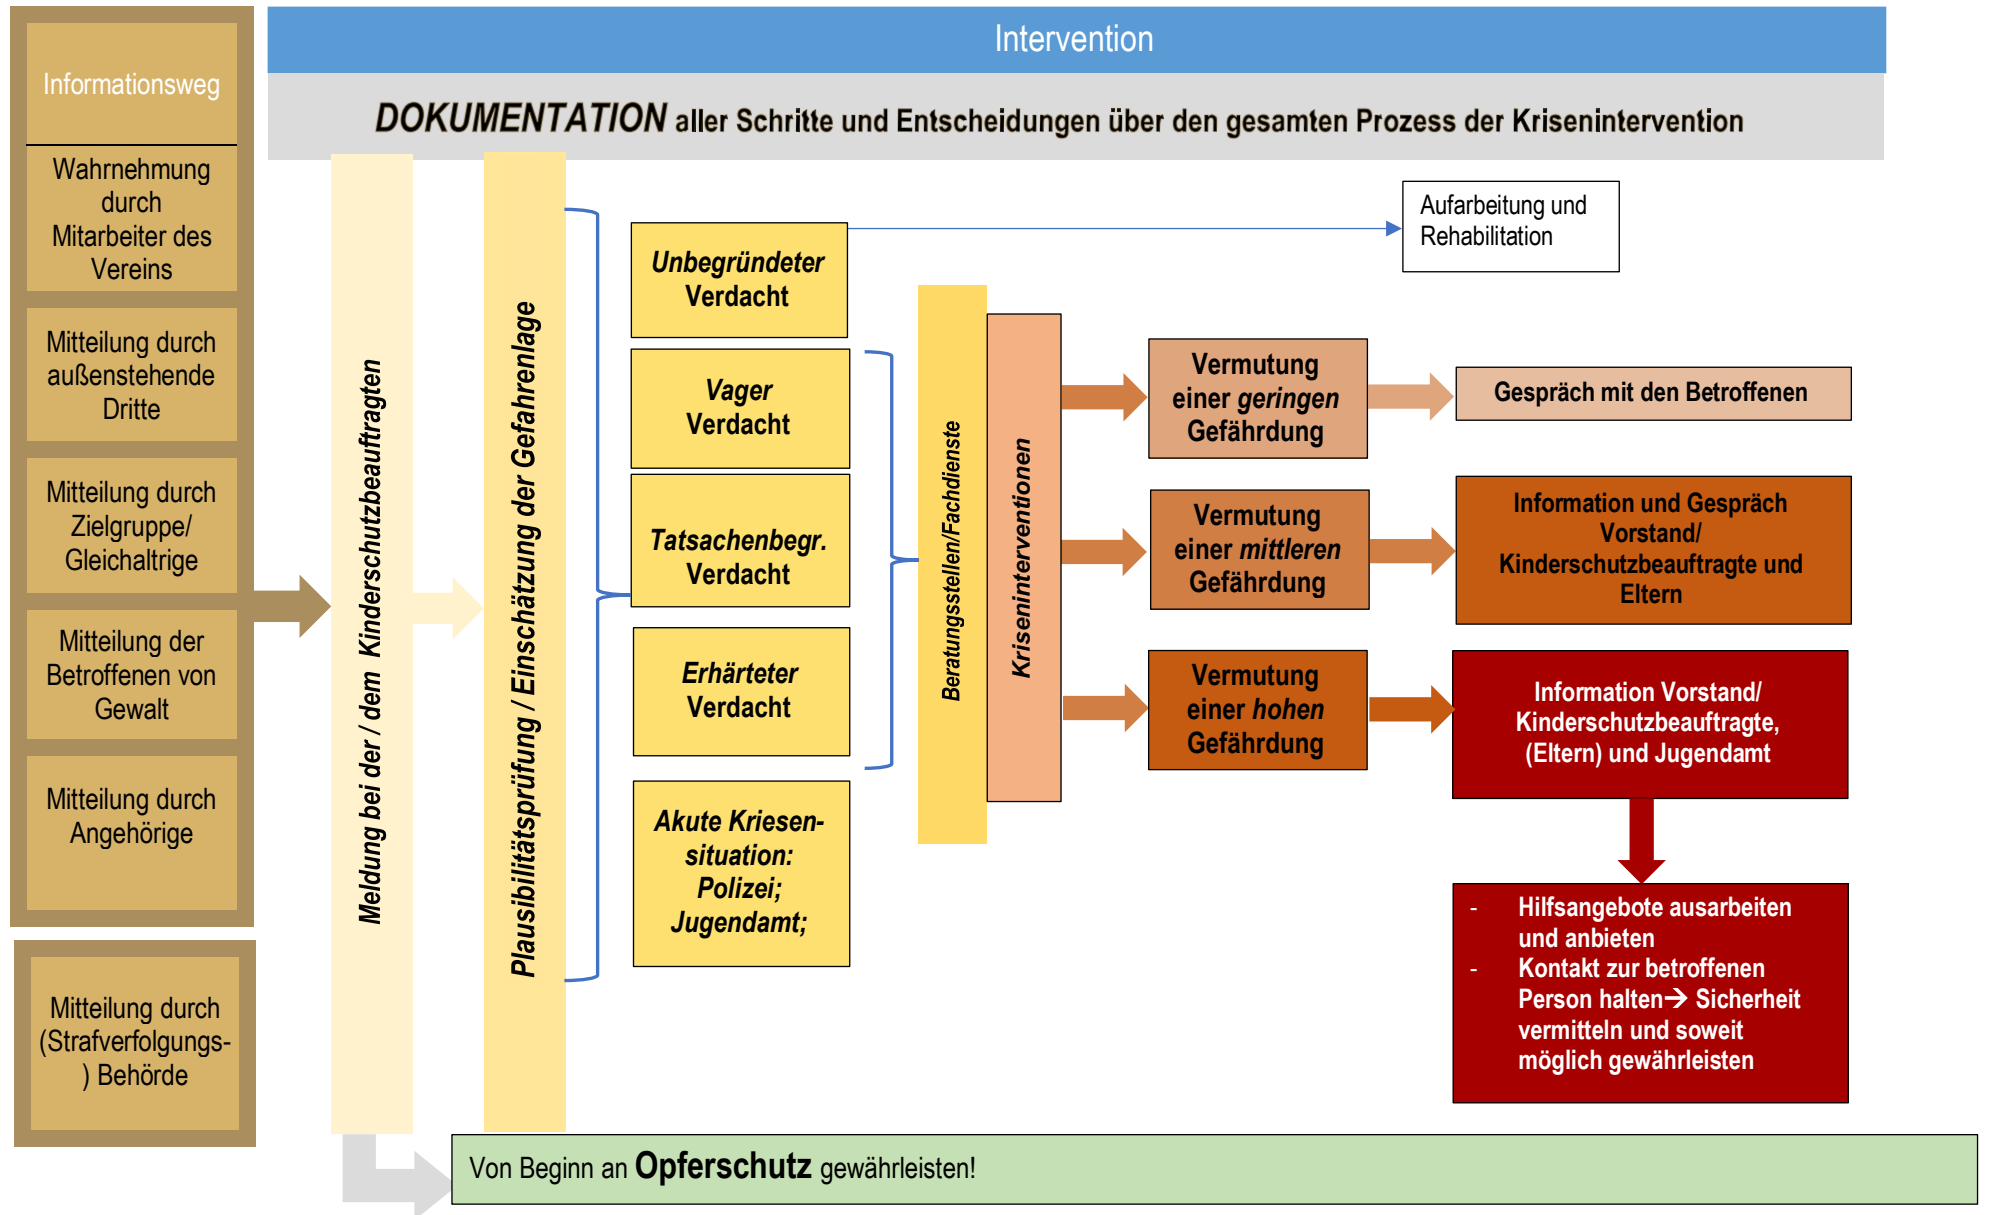 Informationsweg
Wahrnehmung
durch
Mitarbeiter des
Vereins
Mitteilung durch
außenstehende
Dritte
Mitteilung durch
Zielgruppe/
Gleichaltrige
Mitteilung der
Betroffenen von
Gewalt
Mitteilung durch
Angehörige
Mitteilung durch
(Strafverfolgungs-
) Behörde
Intervention
DOKUMENTATION aller Schritte und Entscheidungen über den gesamten Prozess der Krisenintervention
Meldung bei der / dem Kinderschutzbeauftragten
Plausibilitätsprüfung / Einschätzung der Gefahrenlage
Unbegründeter
Verdacht
Vager
Verdacht
Tatsachenbegr.
Verdacht
Erhärteter
Verdacht
Akute Kriesen-
situation:
Polizei;
Jugendamt;
Beratungsstellen/Fachdienste
Krisenintervention​en
Aufarbeitung und
Rehabilitation
Vermutung
einer geringen
Gefährdung
Gespräch mit den Betroffenen
Vermutung
einer mittleren
Gefährdung
Information und Gespräch
Vorstand/
Kinderschutzbeauftragte und
Eltern
Vermutung
einer hohen
Gefährdung
Information Vorstand/
Kinderschutzbeauftragte,
(Eltern) und Jugendamt
- Hilfsangebote ausarbeiten
und anbieten
- Kontakt zur betroffenen
Person halten→ Sicherheit
vermitteln und soweit
möglich gewährleisten
Von Beginn an Opferschutz gewährleisten!